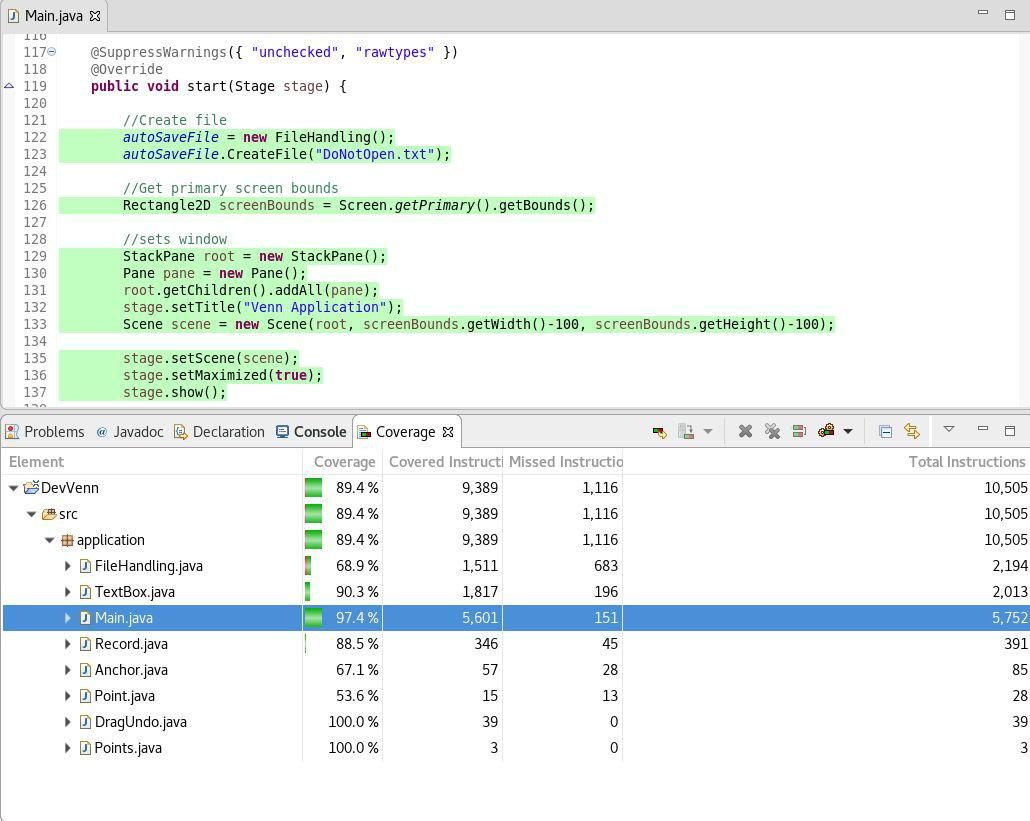 Main.java
116
117 @SuppressWarnings({ "unchecked", "rawtypes" })
118 @Override
119 public void start(Stage stage) {
120
121 //Create file
122 autoSaveFile = new FileHandling();
123 autoSaveFile.CreateFile("DoNotOpen.txt");
124
125 //Get primary screen bounds
126 Rectangle2D screenBounds = Screen.getPrimary().getBounds();
127
128 //sets window
129 StackPane root = new StackPane();
130 Pane pane = new Pane();
131 root.getChildren().addAll(pane);
132 stage.setTitle("Venn Application");
133 Scene scene = new Scene(root, screenBounds.getWidth()-100, screenBounds.getHeight()-100);
134
135 stage.setScene(scene);
136 stage.setMaximized(true);
137 stage.show();
Problems @ Javadoc Declaration Console Coverage
Element Coverage Covered Instructi Missed Instructio Total Instructions
DevVenn 89.4 % 9,389 1,116 10,505
src 89.4 % 9,389 1,116 10,505
application 89.4 % 9,389 1,116 10,505
FileHandling.java 68.9 % 1,511 683 2,194
TextBox.java 90.3 % 1,817 196 2,013
Main.java 97.4 % 5,601 151 5,752
Record.java 88.5 % 346 45 391
Anchor.java 67.1 % 57 28 85
Point.java 53.6 % 15 13 28
DragUndo.java 100.0 % 39 0 39
Points.java 100.0 % 3 0 3